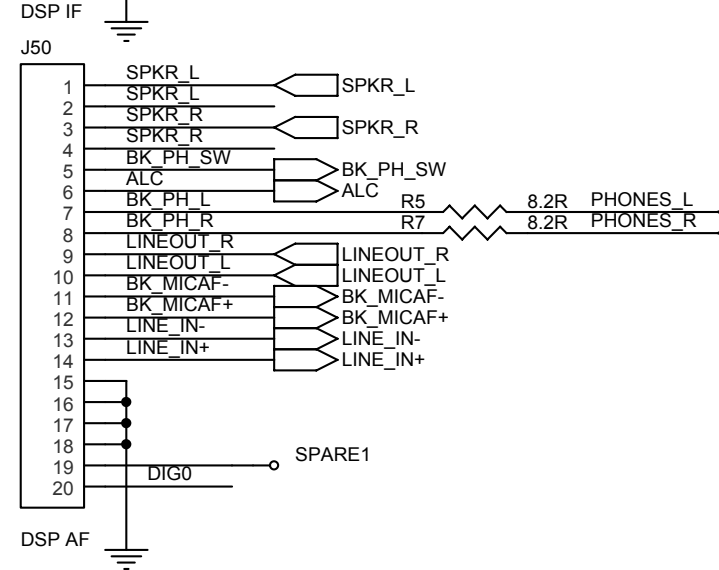 DSP IF
J50
1 SPKR_L SPKR_L
2 SPKR_L
3 SPKR_R SPKR_R
4 SPKR_R
5 BK_PH_SW BK_PH_SW
6 ALC ALC
7 BK_PH_L R5 8.2R PHONES_L
8 BK_PH_R R7 8.2R PHONES_R
9 LINEOUT_R LINEOUT_R
10 LINEOUT_L LINEOUT_L
11 BK_MICAF- BK_MICAF-
12 BK_MICAF+ BK_MICAF+
13 LINE_IN- LINE_IN-
14 LINE_IN+ LINE_IN+
15
16
17
18
19 SPARE1
20 DIG0
DSP AF